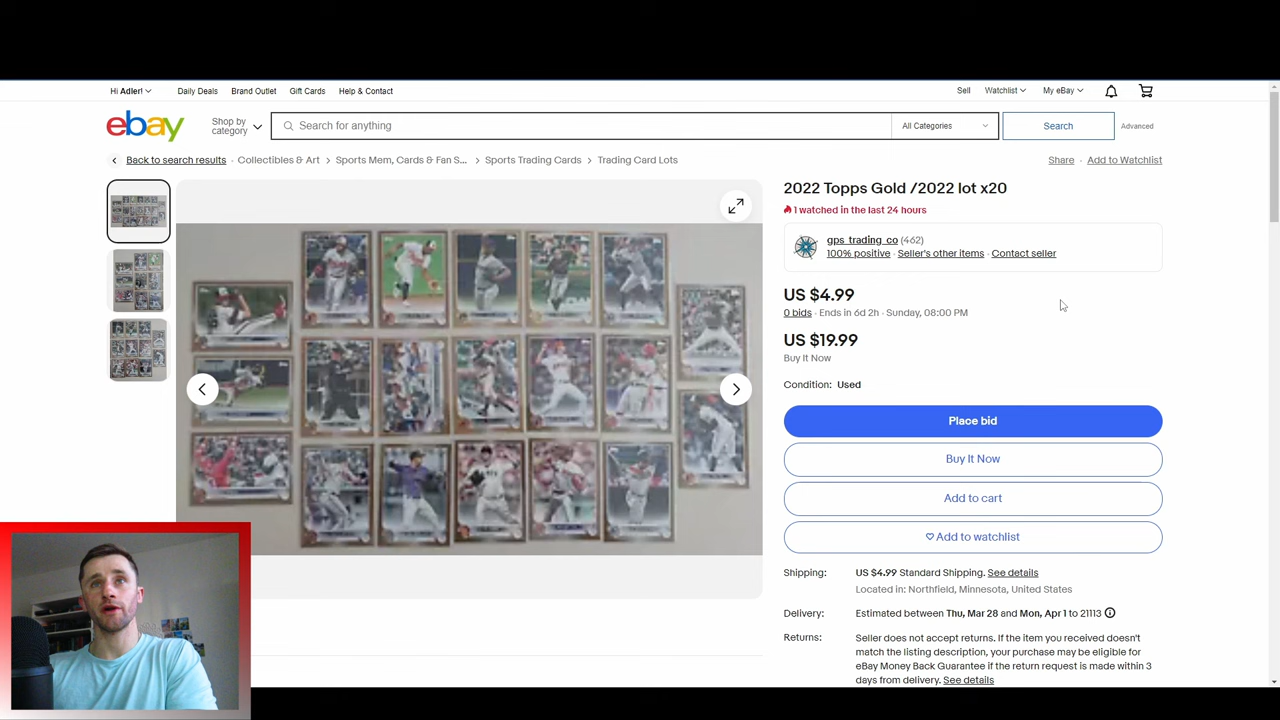 Hi Adler!
Daily Deals
Brand Outlet
Gift Cards
Help & Contact
Sell
Watchlist
My eBay
ebay
Shop by
category
Search for anything
All Categories
Search
Advanced
Back to search results
Collectibles & Art
Sports Mem, Cards & Fan S...
Sports Trading Cards
Trading Card Lots
Share
Add to Watchlist
2022 Topps Gold /2022 lot x20
1 watched in the last 24 hours
gps_trading_co (462)
100% positive · Seller's other items · Contact seller
US $4.99
0 bids · Ends in 6d 2h · Sunday, 08:00 PM
US $19.99
Buy It Now
Condition: Used
Place bid
Buy It Now
Add to cart
Add to watchlist
Shipping: US $4.99 Standard Shipping. See details
Located in: Northfield, Minnesota, United States
Delivery: Estimated between Thu, Mar 28 and Mon, Apr 1 to 21113
Returns: Seller does not accept returns. If the item you received doesn't
match the listing description, your purchase may be eligible for
eBay Money Back Guarantee if the return request is made within 3
days from delivery. See details